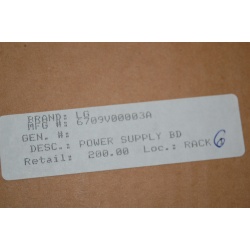 BRAND: LG
MFG #: 6709V00003A
GEN. #:
DESC.: POWER SUPPLY BD
Retail: 200.00 Loc.: RACK 6